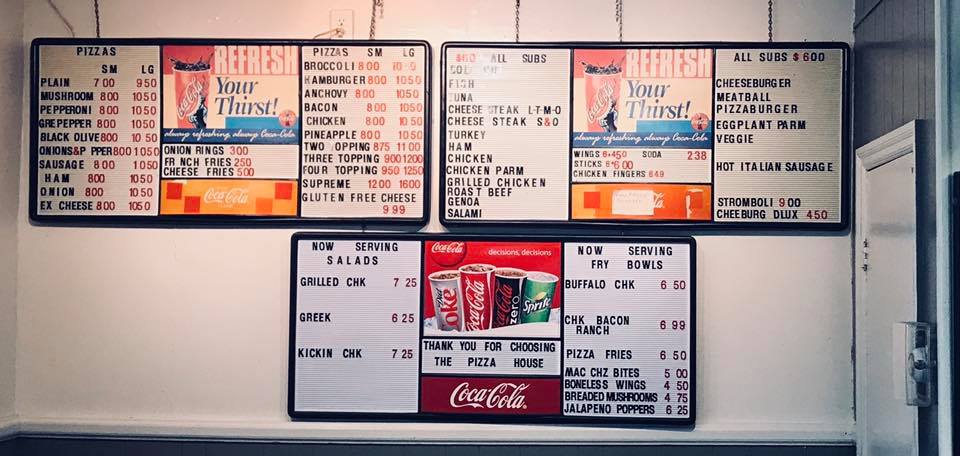 PIZZAS
SM LG
PLAIN 7 00 9 50
MUSHROOM 8 00 10 50
PEPPERONI 8 00 10 50
GREPEPPER 8 00 10 50
BLACK OLIVE 8 00 10 50
ONIONS&P PPER 8 00 10 50
SAUSAGE 8 00 10 50
HAM 8 00 10 50
ONION 8 00 10 50
EX CHEESE 8 00 10 50
REFRESH
Your
Thirst!
Coca-Cola
always refreshing, always Coca-Cola
ONION RINGS 3 00
FR NCH FRIES 2 50
CHEESE FRIES 5 00
Coca-Cola
PIZZAS SM LG
BROCCOLI 8 00 10 50
HAMBURGER 8 00 10 50
ANCHOVY 8 00 10 50
BACON 8 00 10 50
CHICKEN 8 00 10 50
PINEAPPLE 8 00 10 50
TWO OPPING 8 75 11 00
THREE TOPPING 9 00 12 00
FOUR TOPPING 9 50 12 50
SUPREME 12 00 16 00
GLUTEN FREE CHEESE
9 99
ALL SUBS
FISH
TUNA
CHEESE STEAK L-T-M-O
CHEESE STEAK S&O
TURKEY
HAM
CHICKEN
CHICKEN PARM
GRILLED CHICKEN
ROAST BEEF
GENOA
SALAMI
REFRESH
Your
Thirst!
Coca-Cola
always refreshing, always Coca-Cola
WINGS 6 4 50 SODA 2 38
STICKS 6 6 00
CHICKEN FINGERS 6 49
ALL SUBS $ 6 00
CHEESEBURGER
MEATBALL
PIZZABURGER
EGGPLANT PARM
VEGGIE
HOT ITALIAN SAUSAGE
STROMBOLI 9 00
CHEEBURG DLUX 4 50
NOW SERVING
SALADS
GRILLED CHK 7 25
GREEK 6 25
KICKIN CHK 7 25
Coca-Cola
decisions, decisions
Diet Coke
Coca-Cola
Coca-Cola zero
Sprite
THANK YOU FOR CHOOSING
THE PIZZA HOUSE
Coca-Cola
NOW SERVING
FRY BOWLS
BUFFALO CHK 6 50
CHK BACON
RANCH 6 99
PIZZA FRIES 6 50
MAC CHZ BITES 5 00
BONELESS WINGS 4 50
BREADED MUSHROOMS 4 75
JALAPENO POPPERS 6 25